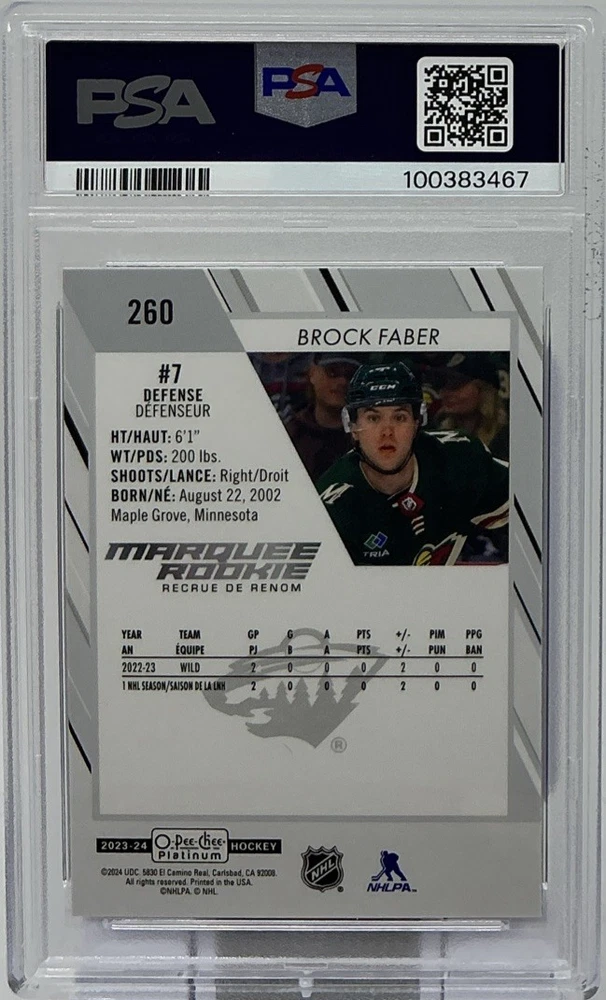 PSA
PSA
100383467
260
BROCK FABER
#7
DEFENSE
DÉFENSEUR
HT/HAUT: 6'1"
WT/PDS: 200 lbs.
SHOOTS/LANCE: Right/Droit
BORN/NÉ: August 22, 2002
Maple Grove, Minnesota
CCM
TRIA
MARQUEE
ROOKIE
RECRUE DE RENOM
YEAR TEAM GP G A PTS +/- PIM PPG
AN ÉQUIPE PJ B A PTS +/- PUN BAN
2022-23 WILD 2 0 0 0 2 0 0
1 NHL SEASON/SAISON DE LA LNH 2 0 0 0 2 0 0
®
2023-24 O-Pee-Chee Platinum HOCKEY
©2024 UDC. 5830 El Camino Real, Carlsbad, CA 92008.
All rights reserved. Printed in the USA.
©NHLPA. © NHL.
NHL
NHLPA